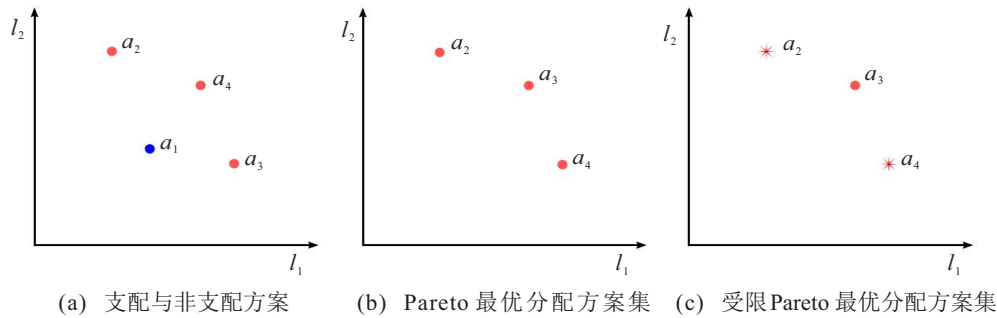 l₂
a₂
a₄
a₁
a₃
l₁
(a) 支配与非支配方案
l₂
a₂
a₃
a₄
l₁
(b) Pareto 最优分配方案集
l₂
a₂
a₃
a₄
l₁
(c) 受限Pareto 最优分配方案集